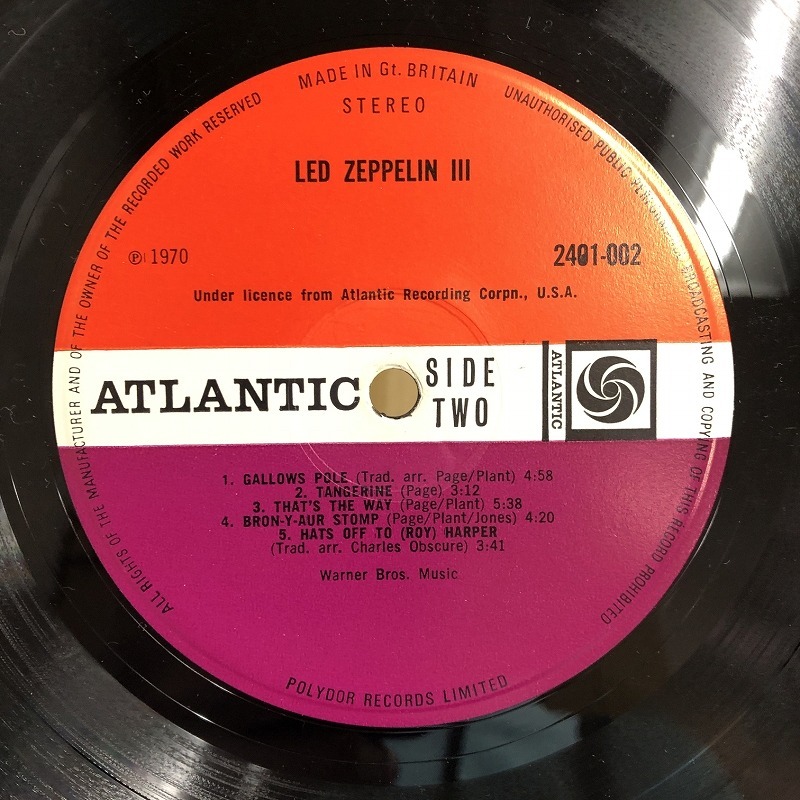 MADE IN Gt. BRITAIN
STEREO
LED ZEPPELIN III
℗ 1970
2401-002
Under licence from Atlantic Recording Corpn., U.S.A.
ATLANTIC
SIDE
TWO
ATLANTIC
1. GALLOWS POLE (Trad. arr. Page/Plant) 4:58
2. TANGERINE (Page) 3:12
3. THAT'S THE WAY (Page/Plant) 5:38
4. BRON-Y-AUR STOMP (Page/Plant/Jones) 4:20
5. HATS OFF TO (ROY) HARPER
(Trad. arr. Charles Obscure) 3:41
Warner Bros. Music
POLYDOR RECORDS LIMITED
ALL RIGHTS OF THE MANUFACTURER AND OF THE OWNER OF THE RECORDED WORK RESERVED
UNAUTHORISED PUBLIC PERFORMANCE, BROADCASTING AND COPYING OF THIS RECORD PROHIBITED